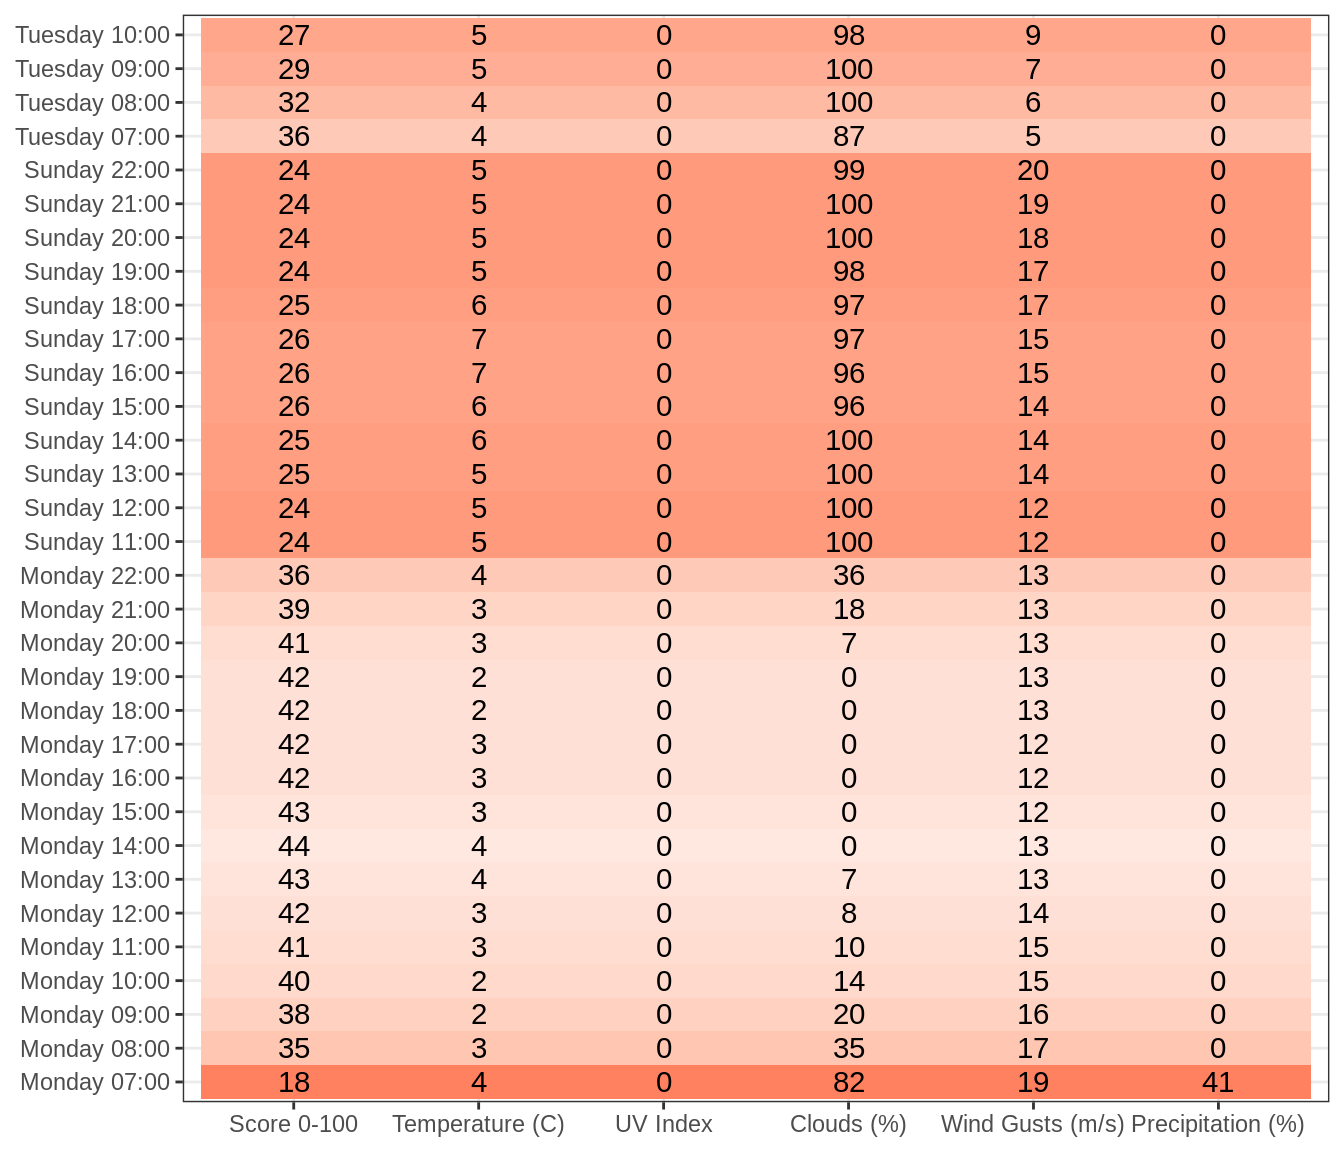 Tuesday 10:00 27 5 0 98 9 0
Tuesday 09:00 29 5 0 100 7 0
Tuesday 08:00 32 4 0 100 6 0
Tuesday 07:00 36 4 0 87 5 0
Sunday 22:00 24 5 0 99 20 0
Sunday 21:00 24 5 0 100 19 0
Sunday 20:00 24 5 0 100 18 0
Sunday 19:00 24 5 0 98 17 0
Sunday 18:00 25 6 0 97 17 0
Sunday 17:00 26 7 0 97 15 0
Sunday 16:00 26 7 0 96 15 0
Sunday 15:00 26 6 0 96 14 0
Sunday 14:00 25 6 0 100 14 0
Sunday 13:00 25 5 0 100 14 0
Sunday 12:00 24 5 0 100 12 0
Sunday 11:00 24 5 0 100 12 0
Monday 22:00 36 4 0 36 13 0
Monday 21:00 39 3 0 18 13 0
Monday 20:00 41 3 0 7 13 0
Monday 19:00 42 2 0 0 13 0
Monday 18:00 42 2 0 0 13 0
Monday 17:00 42 3 0 0 12 0
Monday 16:00 42 3 0 0 12 0
Monday 15:00 43 3 0 0 12 0
Monday 14:00 44 4 0 0 13 0
Monday 13:00 43 4 0 7 13 0
Monday 12:00 42 3 0 8 14 0
Monday 11:00 41 3 0 10 15 0
Monday 10:00 40 2 0 14 15 0
Monday 09:00 38 2 0 20 16 0
Monday 08:00 35 3 0 35 17 0
Monday 07:00 18 4 0 82 19 41
Score 0-100 Temperature (C) UV Index Clouds (%) Wind Gusts (m/s) Precipitation (%)